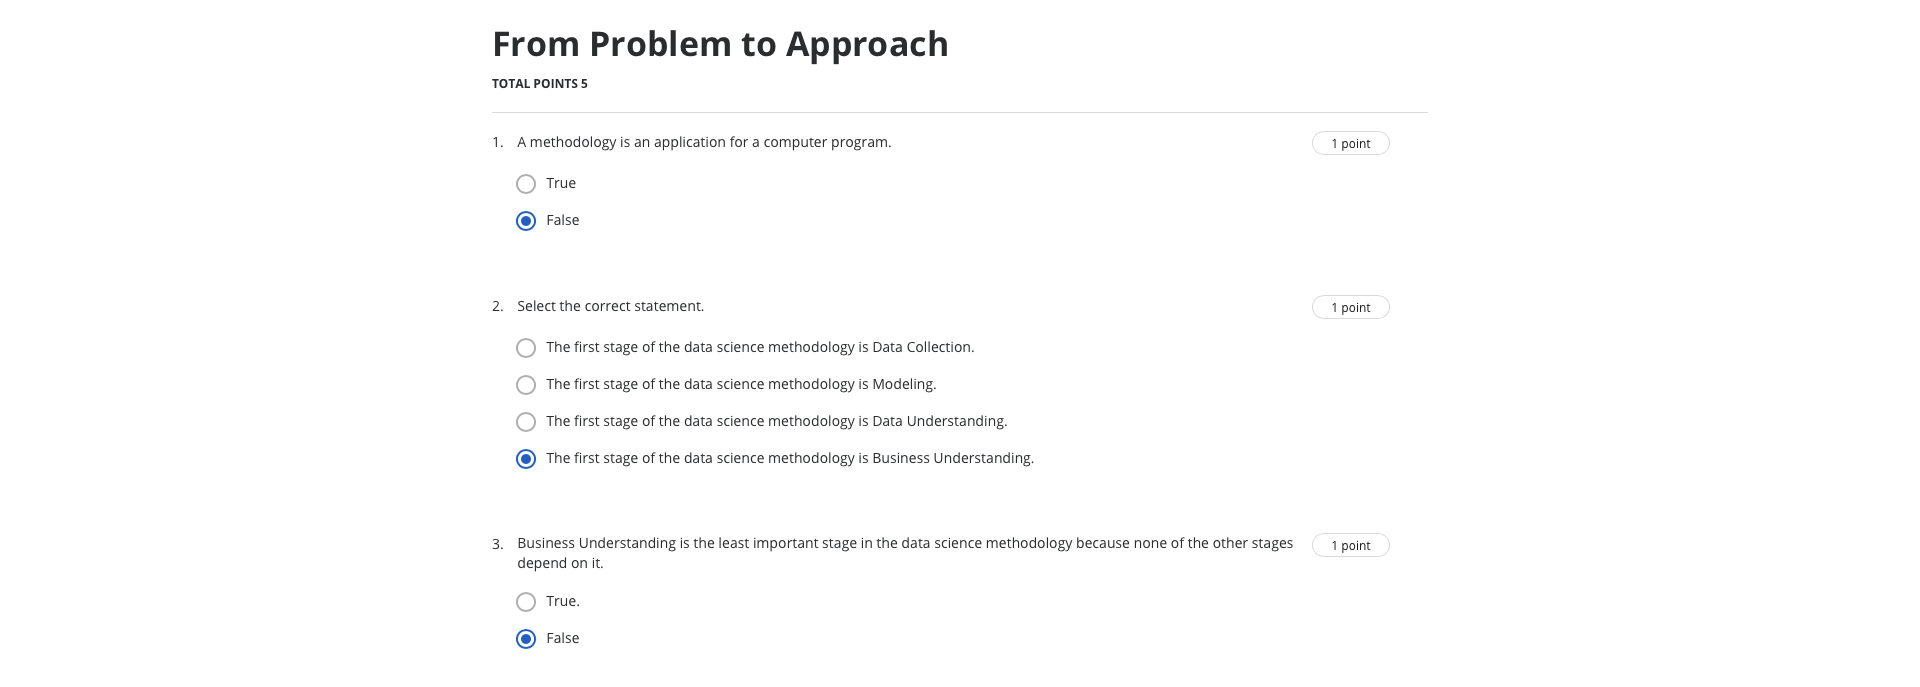 From Problem to Approach
TOTAL POINTS 5
1. A methodology is an application for a computer program. 1 point
True
False
2. Select the correct statement. 1 point
The first stage of the data science methodology is Data Collection.
The first stage of the data science methodology is Modeling.
The first stage of the data science methodology is Data Understanding.
The first stage of the data science methodology is Business Understanding.
3. Business Understanding is the least important stage in the data science methodology because none of the other stages 1 point
depend on it.
True.
False